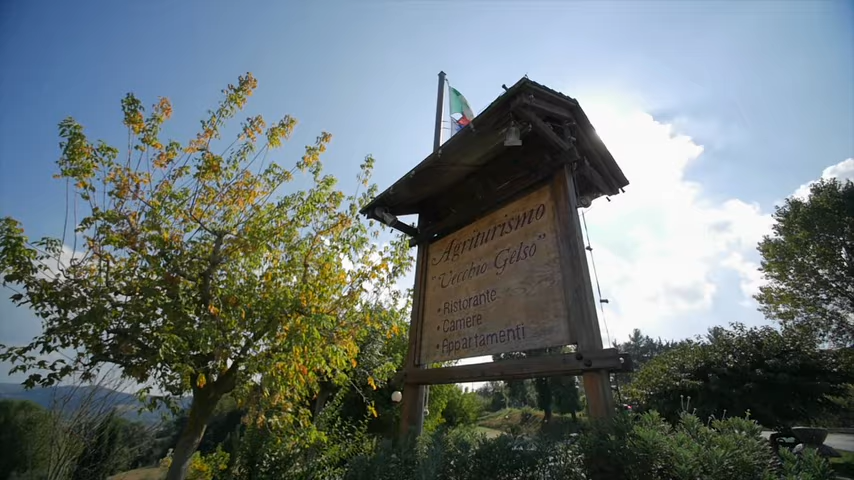 Agriturismo
"Vecchio Gelso"
• Ristorante
• Camere
• Appartamenti